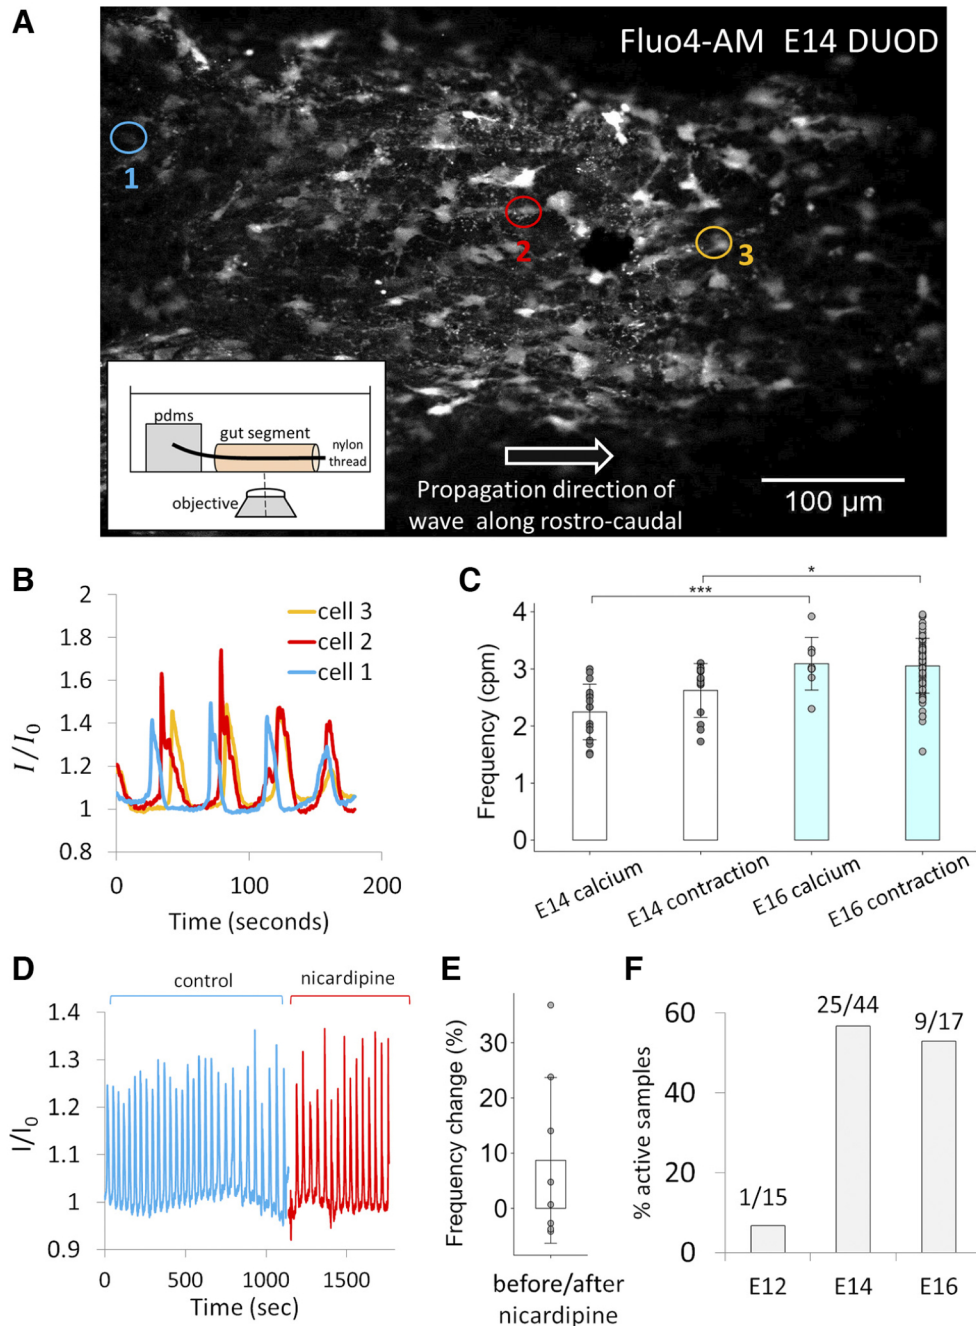 A
Fluo4-AM E14 DUOD
1
2
3
pdms
gut segment
nylon
thread
objective
Propagation direction of
wave along rostro-caudal
100 µm
B
I/I0
2
1.8
1.6
1.4
1.2
1
0.8
cell 3
cell 2
cell 1
0
100
200
Time (seconds)
C
*
***
Frequency (cpm)
4
3
2
1
0
E14 calcium
E14 contraction
E16 calcium
E16 contraction
D
control
nicardipine
I/I0
1.4
1.3
1.2
1.1
1
0.9
0
500
1000
1500
Time (sec)
E
Frequency change (%)
30
20
10
0
before/after
nicardipine
F
% active samples
60
40
20
0
1/15
25/44
9/17
E12
E14
E16